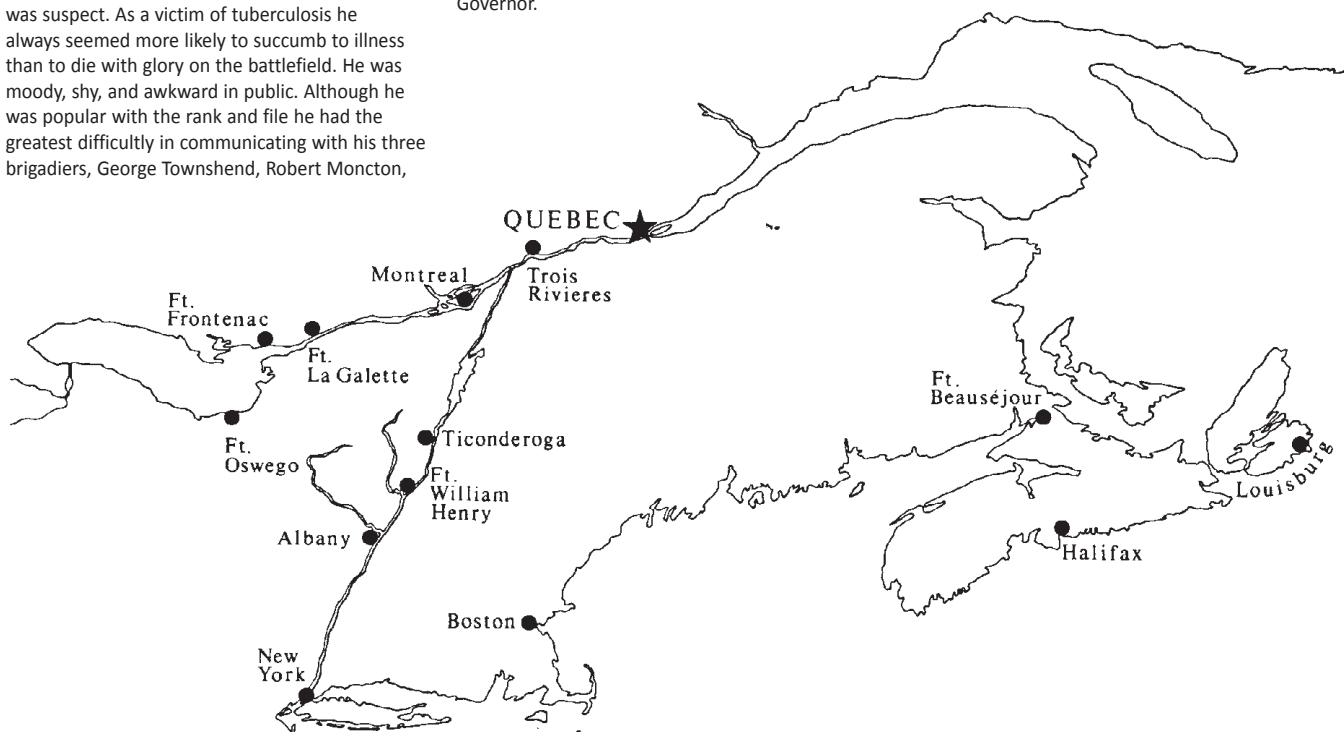 was suspect. As a victim of tuberculosis he
always seemed more likely to succumb to illness
than to die with glory on the battlefield. He was
moody, shy, and awkward in public. Although he
was popular with the rank and file he had the
greatest difficultly in communicating with his three
brigadiers, George Townshend, Robert Moncton,
Governor.
QUEBEC
Montreal
Trois
Rivieres
Ft.
Frontenac
Ft.
La Galette
Ft.
Oswego
Ticonderoga
Ft.
William
Henry
Albany
Ft.
Beauséjour
Louisburg
Halifax
Boston
New
York